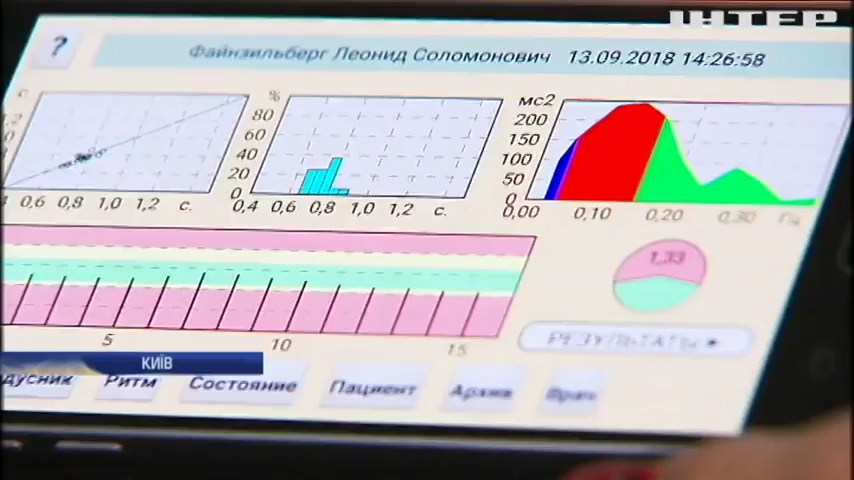 ІНТЕР
?
Файнзильберг Леонид Соломонович 13.09.2018 14:26:58
с
%
мс2
80
60
40
20
0
200
150
100
50
0
0,6 0,8 1,0 1,2 с.
0,4 0,6 0,8 1,0 1,2 с.
0,00 0,10 0,20 0,30 Гц
1,33
5 10 15
РЕЗУЛЬТАТЫ
КИЇВ
Ритм Состояние Пациент Архив Врач